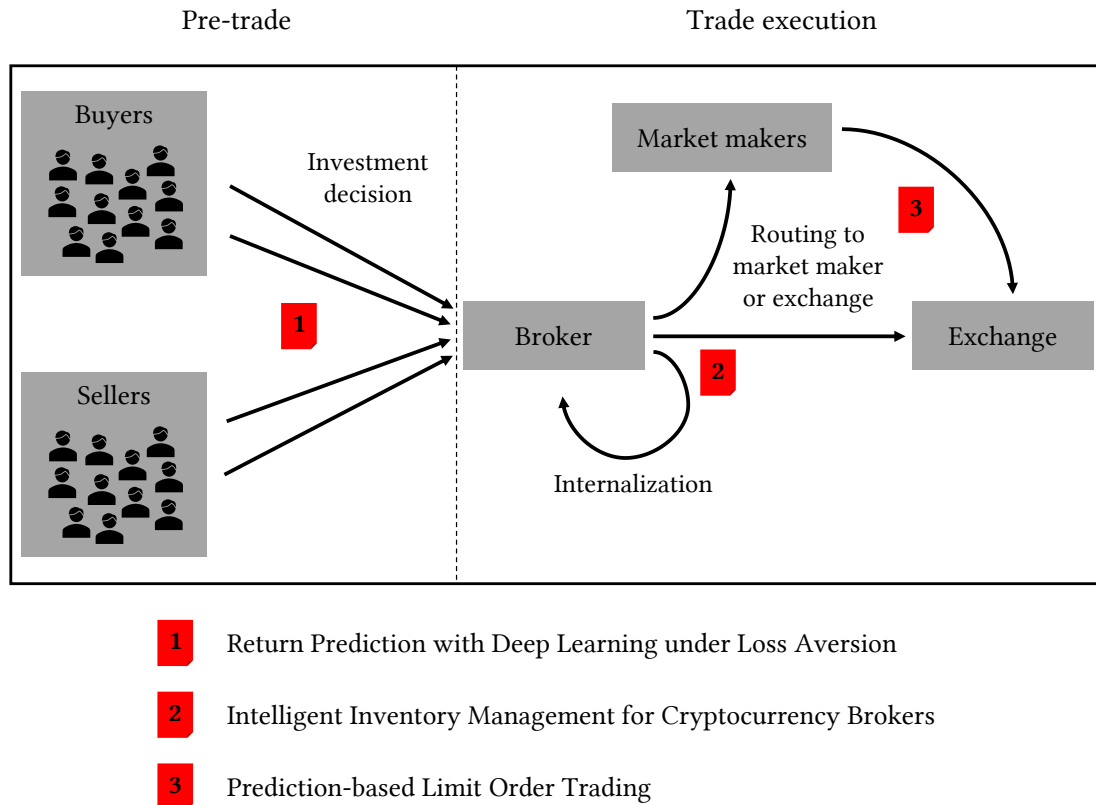 Pre-trade
Trade execution
Buyers
Investment
decision
Market makers
3
Routing to
market maker
or exchange
1
Broker
Exchange
2
Sellers
Internalization
1 Return Prediction with Deep Learning under Loss Aversion
2 Intelligent Inventory Management for Cryptocurrency Brokers
3 Prediction-based Limit Order Trading